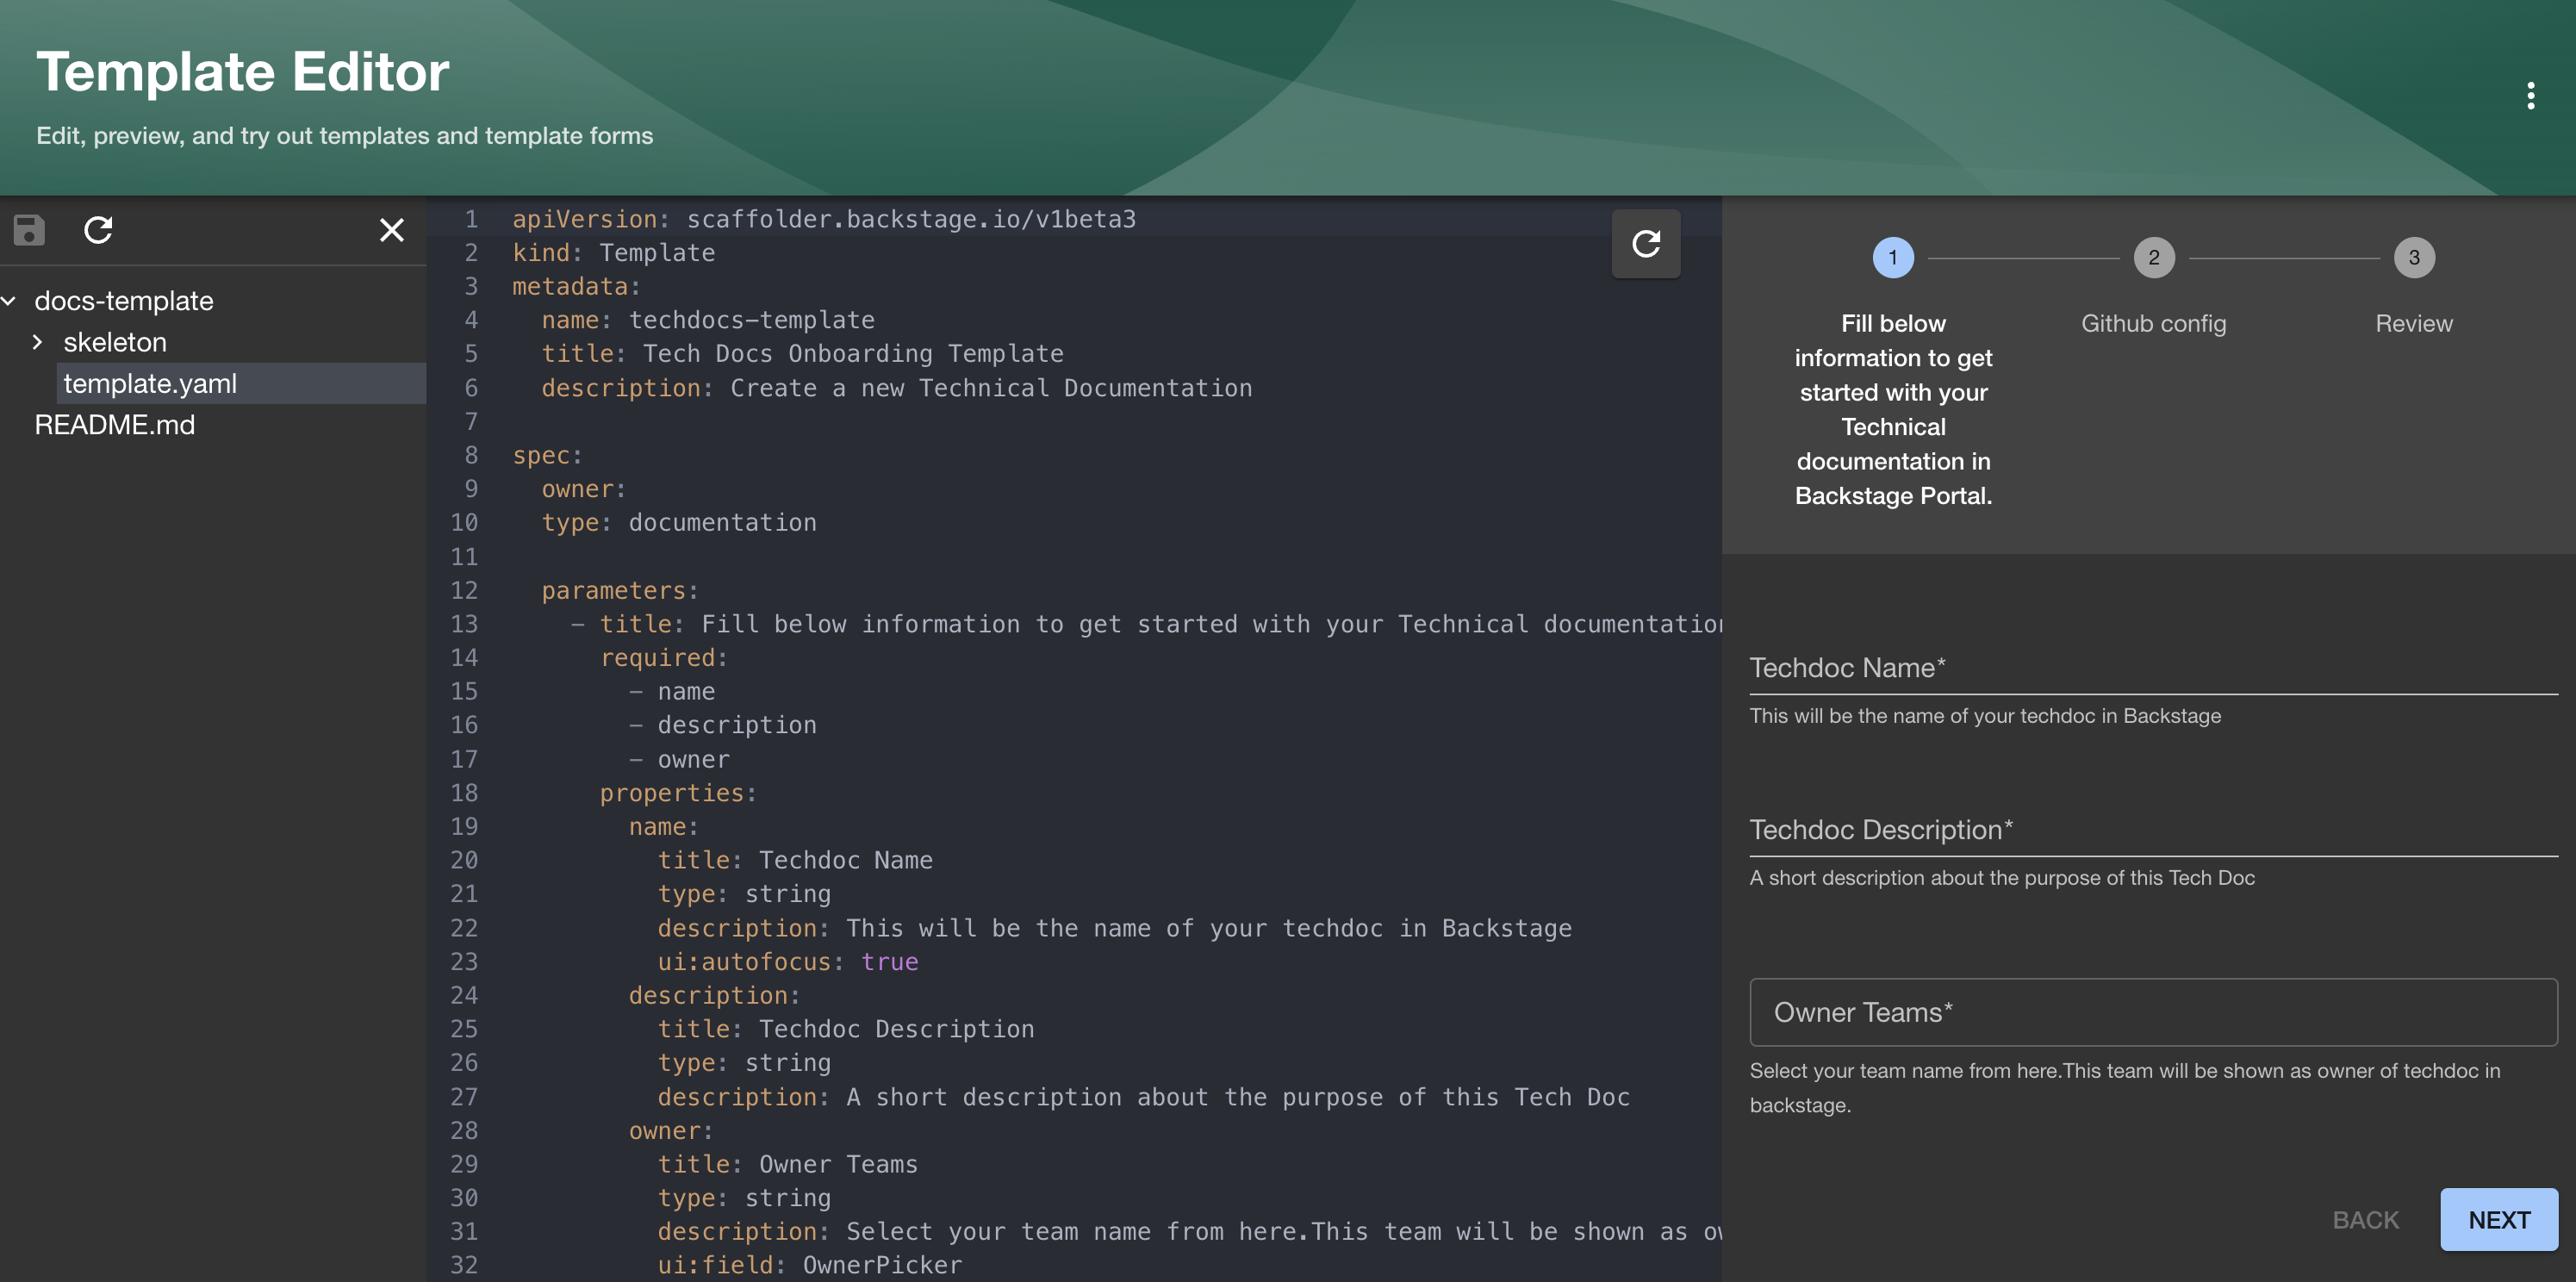 Template Editor
Edit, preview, and try out templates and template forms
docs-template
skeleton
template.yaml
README.md
1 apiVersion: scaffolder.backstage.io/v1beta3
2 kind: Template
3 metadata:
4 name: techdocs-template
5 title: Tech Docs Onboarding Template
6 description: Create a new Technical Documentation
7
8 spec:
9 owner:
10 type: documentation
11
12 parameters:
13 - title: Fill below information to get started with your Technical documentation
14 required:
15 - name
16 - description
17 - owner
18 properties:
19 name:
20 title: Techdoc Name
21 type: string
22 description: This will be the name of your techdoc in Backstage
23 ui:autofocus: true
24 description:
25 title: Techdoc Description
26 type: string
27 description: A short description about the purpose of this Tech Doc
28 owner:
29 title: Owner Teams
30 type: string
31 description: Select your team name from here.This team will be shown as ow
32 ui:field: OwnerPicker
1
2
3
Fill below
information to get
started with your
Technical
documentation in
Backstage Portal.
Github config
Review
Techdoc Name*
This will be the name of your techdoc in Backstage
Techdoc Description*
A short description about the purpose of this Tech Doc
Owner Teams*
Select your team name from here.This team will be shown as owner of techdoc in
backstage.
BACK
NEXT